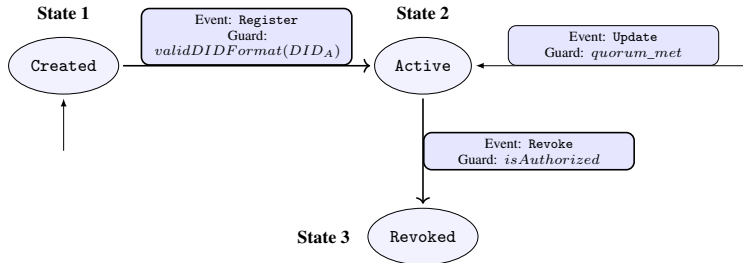 State 1
Event: Register
Guard:
validDIDFormat(DID_A)
State 2
Event: Update
Guard: quorum_met
Created
Active
Event: Revoke
Guard: isAuthorized
State 3
Revoked